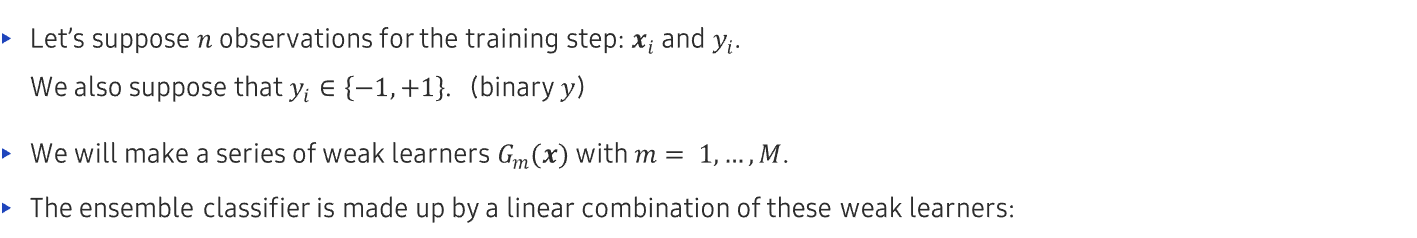 ▸ Let's suppose n observations for the training step: xᵢ and yᵢ.
We also suppose that yᵢ ∈ {−1, +1}. (binary y)
▸ We will make a series of weak learners Gₘ(x) with m = 1, … , M.
▸ The ensemble classifier is made up by a linear combination of these weak learners: